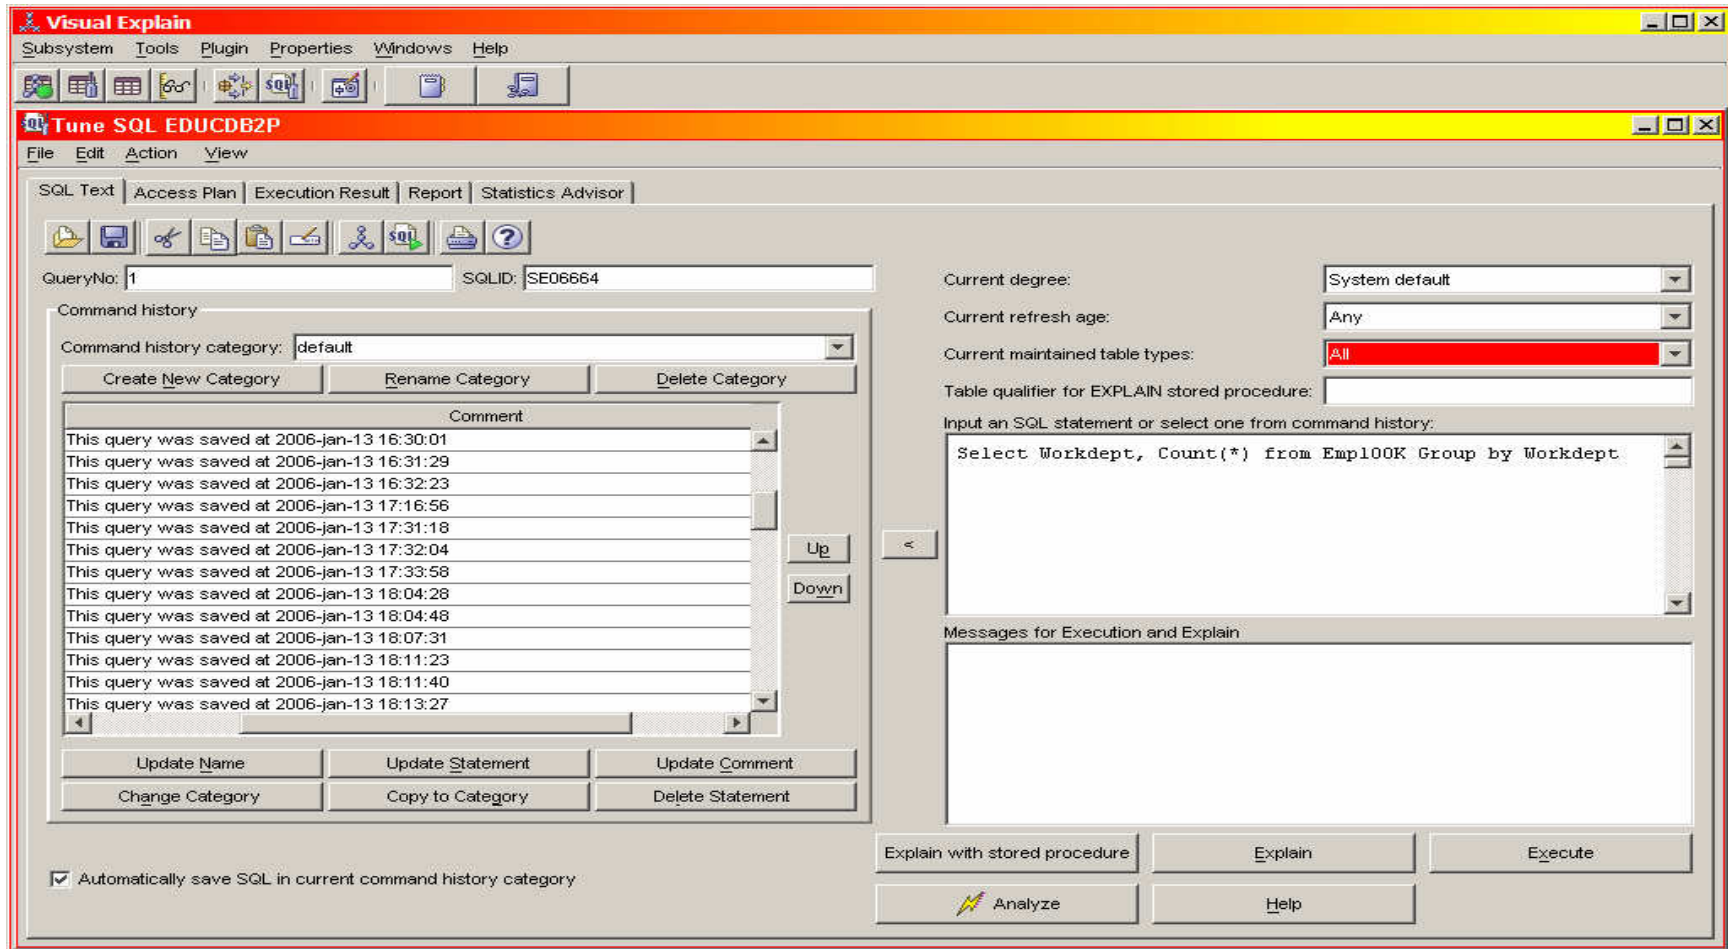 Visual Explain
Subsystem Tools Plugin Properties Windows Help
SQL
SQL Tune SQL EDUCDB2P
File Edit Action View
SQL Text Access Plan Execution Result Report Statistics Advisor
SQL
QueryNo: 1 SQLID: SE06664
Command history
Command history category: default
Create New Category Rename Category Delete Category
Comment
This query was saved at 2006-jan-13 16:30:01
This query was saved at 2006-jan-13 16:31:29
This query was saved at 2006-jan-13 16:32:23
This query was saved at 2006-jan-13 17:16:56
This query was saved at 2006-jan-13 17:31:18
This query was saved at 2006-jan-13 17:32:04
This query was saved at 2006-jan-13 17:33:58
This query was saved at 2006-jan-13 18:04:28
This query was saved at 2006-jan-13 18:04:48
This query was saved at 2006-jan-13 18:07:31
This query was saved at 2006-jan-13 18:11:23
This query was saved at 2006-jan-13 18:11:40
This query was saved at 2006-jan-13 18:13:27
Up
Down
Update Name Update Statement Update Comment
Change Category Copy to Category Delete Statement
Automatically save SQL in current command history category
<
Current degree: System default
Current refresh age: Any
Current maintained table types: All
Table qualifier for EXPLAIN stored procedure:
Input an SQL statement or select one from command history:
Select Workdept, Count(*) from Emp100K Group by Workdept
Messages for Execution and Explain
Explain with stored procedure Explain Execute
Analyze Help